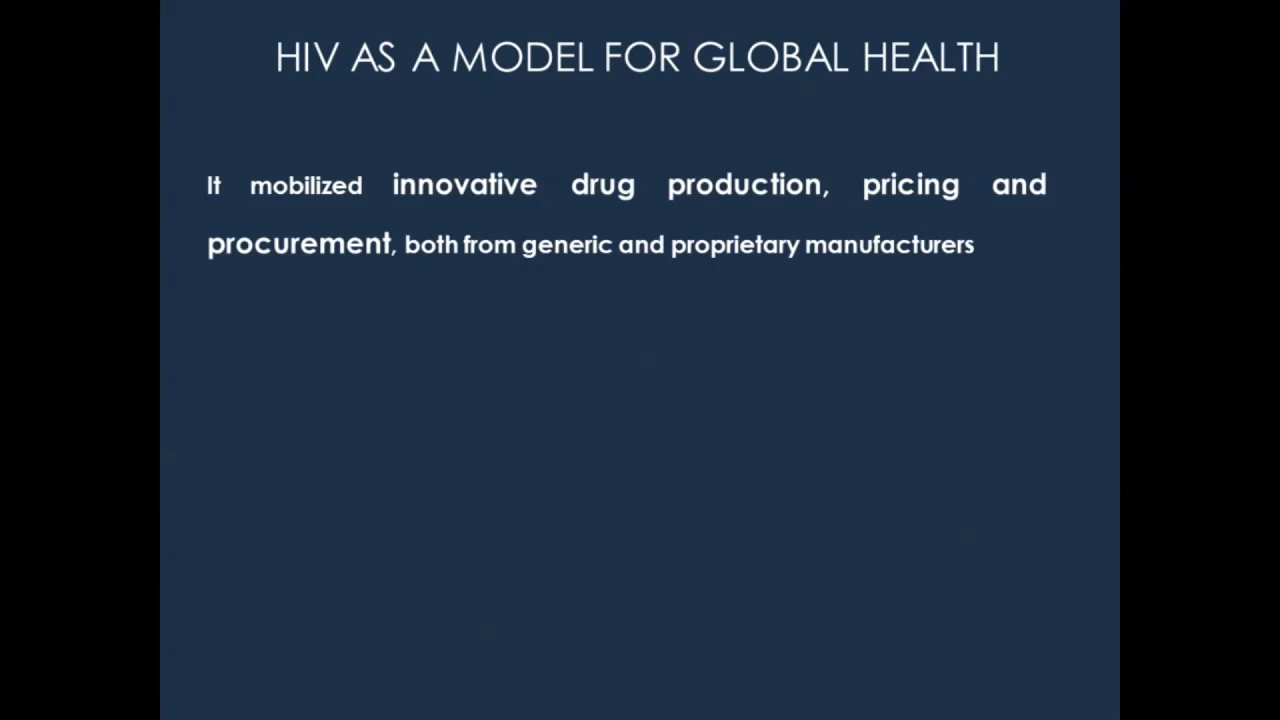 HIV AS A MODEL FOR GLOBAL HEALTH
It mobilized innovative drug production, pricing and
procurement, both from generic and proprietary manufacturers